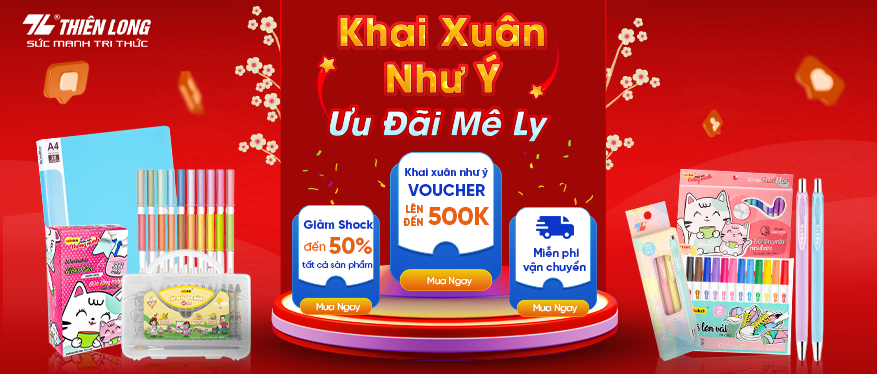 THIÊN LONG
SỨC MẠNH TRI THỨC
Khai Xuân
Như Ý
Ưu Đãi Mê Ly
Khai xuân như ý
VOUCHER
LÊN ĐẾN 500K
Mua Ngay
Giảm Shock
đến 50%
tất cả sản phẩm
Mua Ngay
Miễn phí
vận chuyển
Mua Ngay
A4